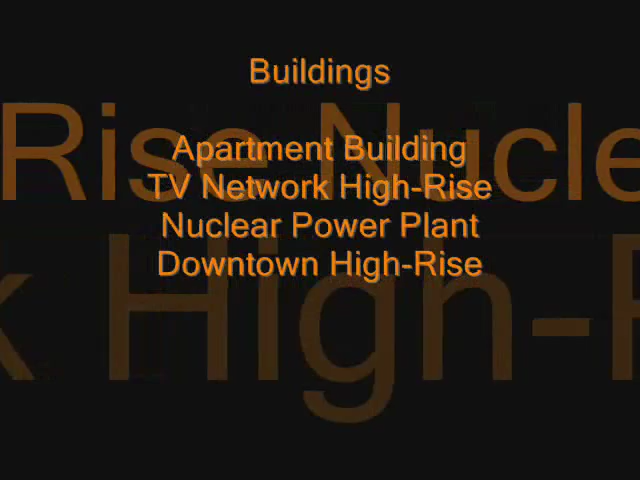 Buildings
Apartment Building
TV Network High-Rise
Nuclear Power Plant
Downtown High-Rise
Rise Nucle
k High-R